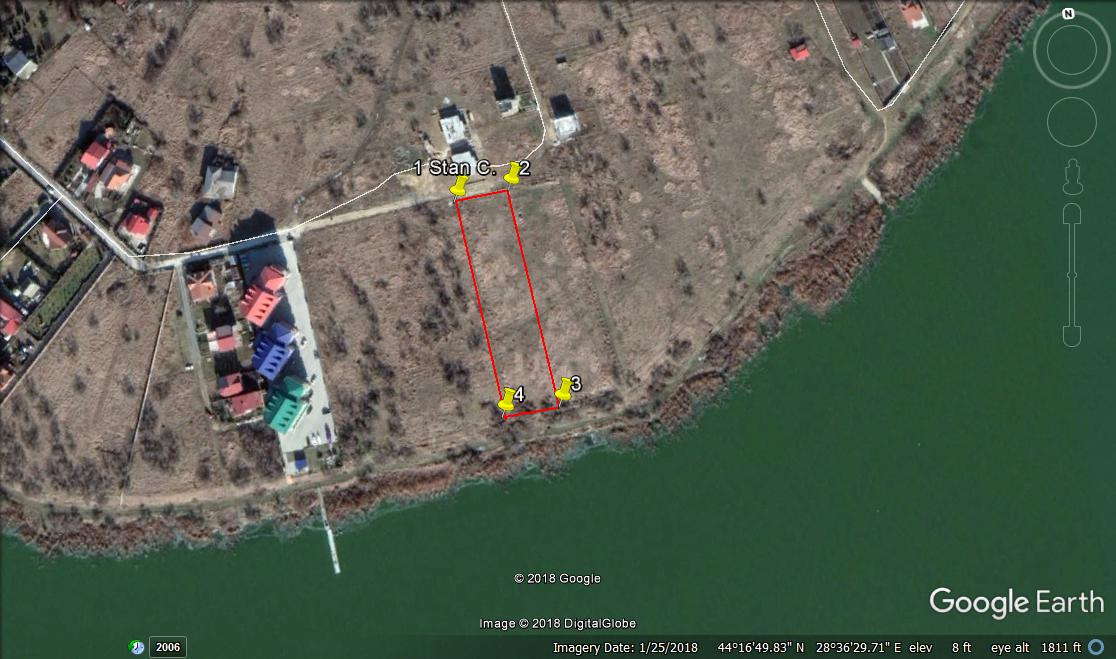 N
1 Stan C.
2
3
4
© 2018 Google
Google Earth
Image © 2018 DigitalGlobe
2006
Imagery Date: 1/25/2018 44°16'49.83" N 28°36'29.71" E elev 8 ft eye alt 1811 ft